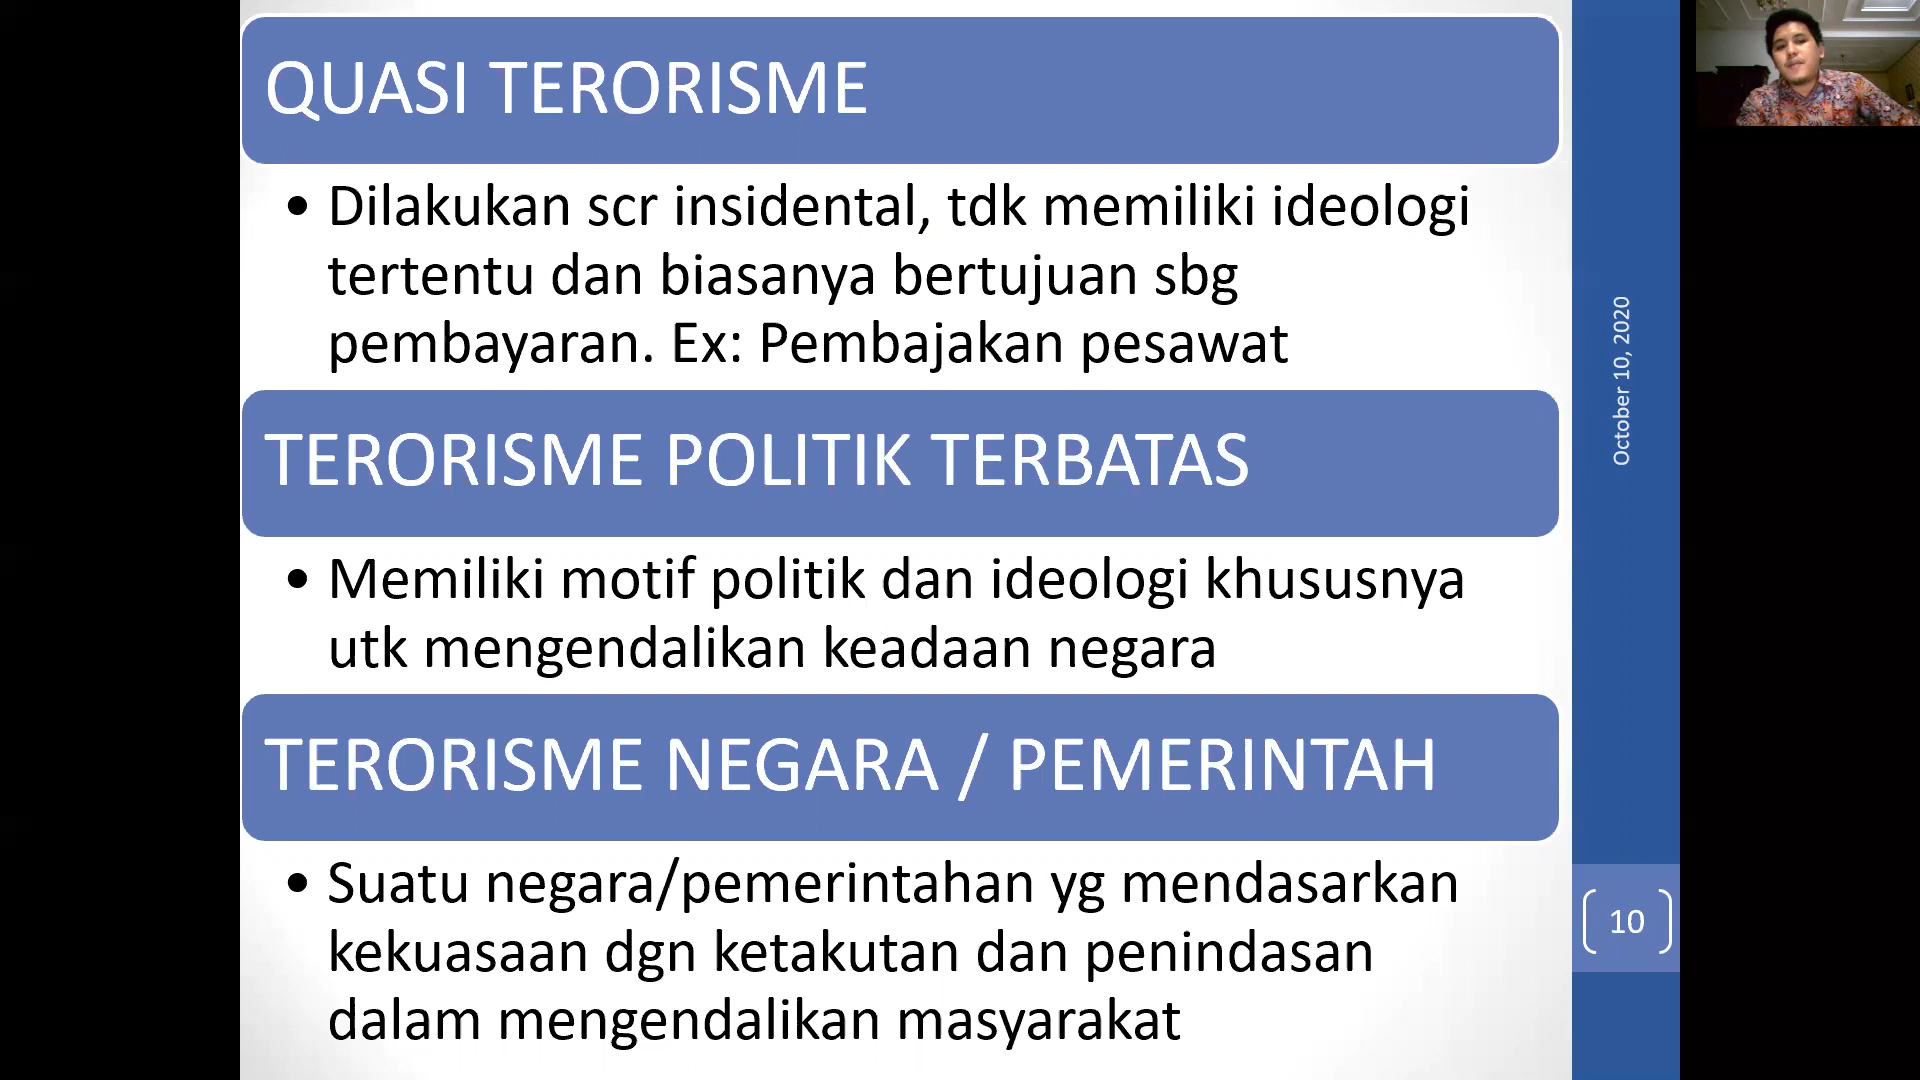 QUASI TERORISME
• Dilakukan scr insidental, tdk memiliki ideologi
tertentu dan biasanya bertujuan sbg
pembayaran. Ex: Pembajakan pesawat
TERORISME POLITIK TERBATAS
• Memiliki motif politik dan ideologi khususnya
utk mengendalikan keadaan negara
TERORISME NEGARA / PEMERINTAH
• Suatu negara/pemerintahan yg mendasarkan
kekuasaan dgn ketakutan dan penindasan
dalam mengendalikan masyarakat
October 10, 2020
10